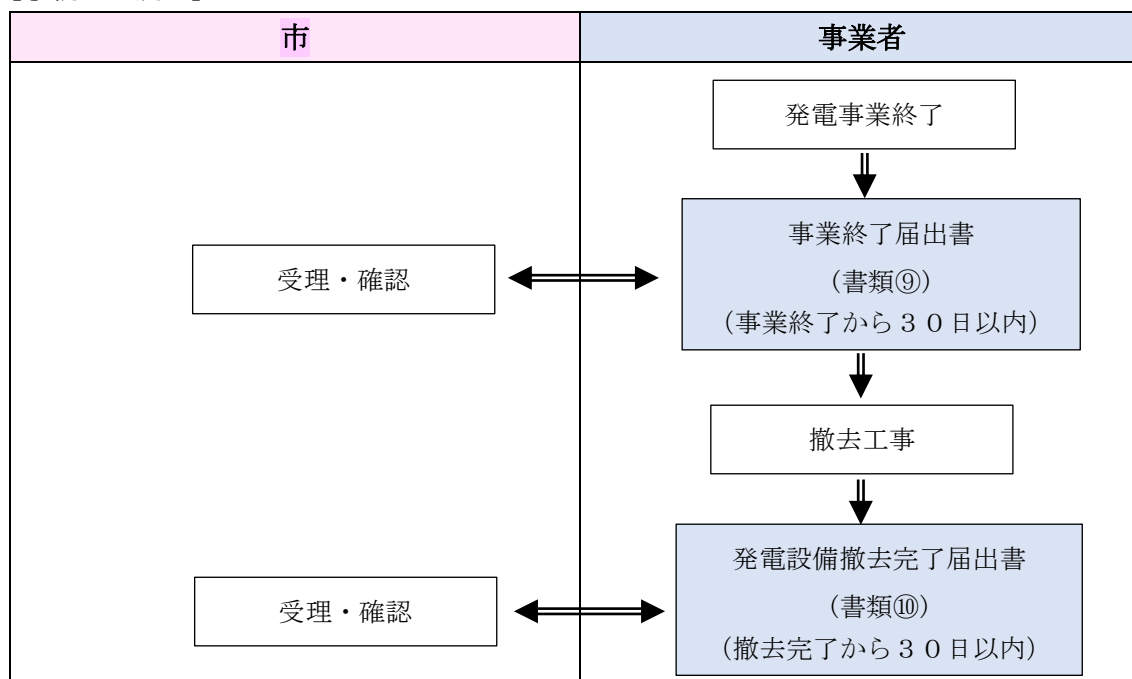 市
事業者
発電事業終了
事業終了届出書
（書類⑨）
（事業終了から３０日以内）
受理・確認
撤去工事
発電設備撤去完了届出書
（書類⑩）
（撤去完了から３０日以内）
受理・確認